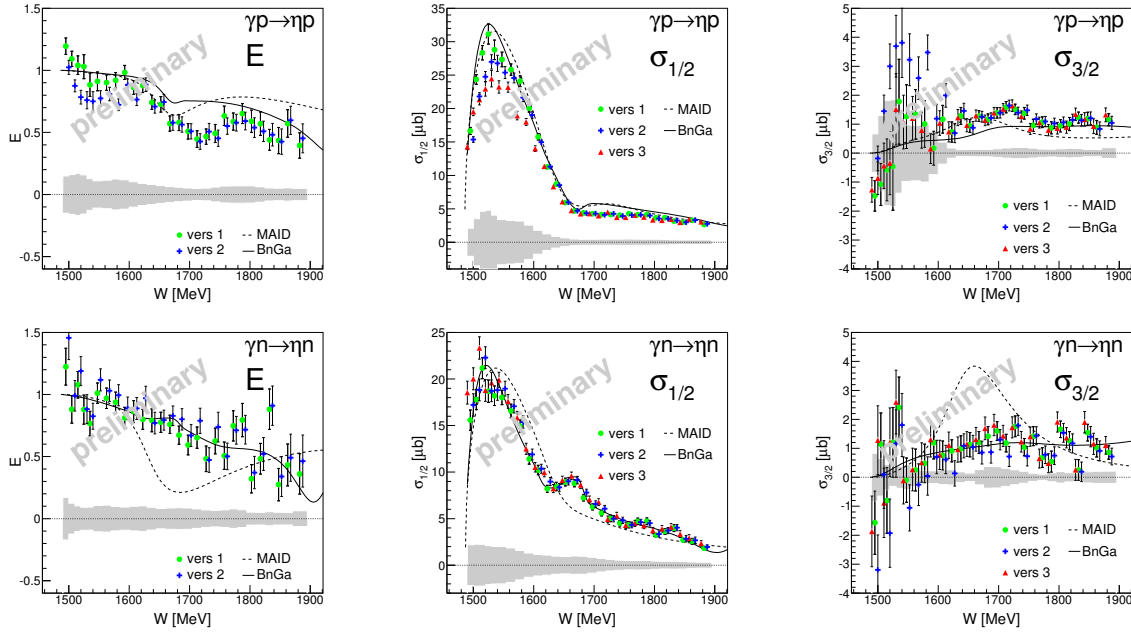 γp→ηp
E
preliminary
1.5
1
0.5
0
-0.5
E
vers 1
MAID
vers 2
BnGa
1500 1600 1700 1800 1900
W [MeV]
γp→ηp
σ1/2
preliminary
35
30
25
20
15
10
5
0
σ1/2 [μb]
vers 1
MAID
vers 2
BnGa
vers 3
1500 1600 1700 1800 1900
W [MeV]
γp→ηp
σ3/2
preliminary
5
4
3
2
1
0
-1
-2
-3
-4
σ3/2 [μb]
vers 1
MAID
vers 2
BnGa
vers 3
1500 1600 1700 1800 1900
W [MeV]
γn→ηn
E
preliminary
1.5
1
0.5
0
-0.5
E
vers 1
MAID
vers 2
BnGa
1500 1600 1700 1800 1900
W [MeV]
γn→ηn
σ1/2
preliminary
25
20
15
10
5
0
σ1/2 [μb]
vers 1
MAID
vers 2
BnGa
vers 3
1500 1600 1700 1800 1900
W [MeV]
γn→ηn
σ3/2
preliminary
5
4
3
2
1
0
-1
-2
-3
-4
σ3/2 [μb]
vers 1
MAID
vers 2
BnGa
vers 3
1500 1600 1700 1800 1900
W [MeV]